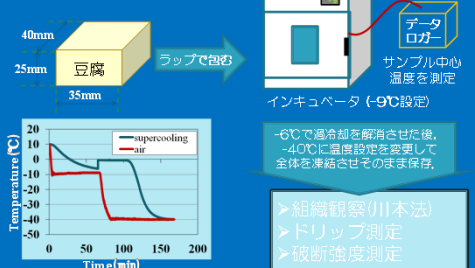 40mm
25mm
35mm
豆腐
ラップで包む
データ
ロガー
サンプル中心
温度を測定
インキュベータ (-9℃設定)
Temperature(℃)
20
10
0
-10
-20
-30
-40
-50
supercooling
air
0
50
100
150
200
Time(min)
-6℃で過冷却を解消させた後,
-40℃に温度設定を変更して
全体を凍結させそのまま保存.
➢組織観察(川本法)
➢ドリップ測定
➢破断強度測定